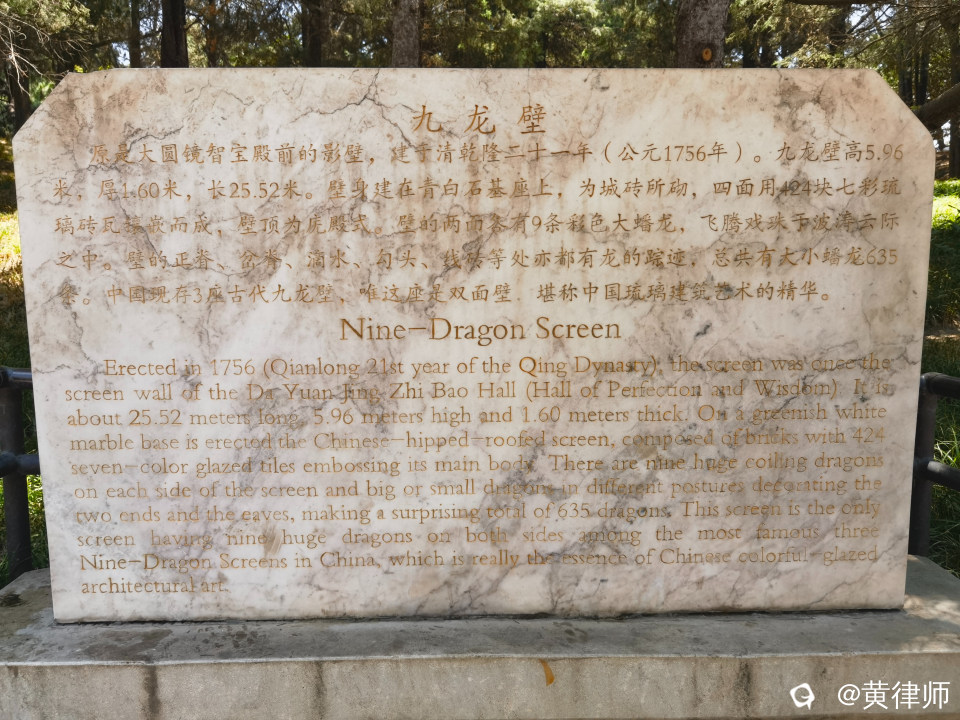 九龙壁
原是大圆镜智宝殿前的影壁，建于清乾隆二十一年（公元1756年）。九龙壁高5.96
米，厚1.60米，长25.52米。壁身建在青白石基座上，为城砖所砌，四面用424块七彩琉
璃砖瓦接嵌而成，壁顶为庑殿式。壁的两面各有9条彩色大蟠龙，飞腾戏珠于波涛云际
之中。壁的正脊、岔脊、滴水、勾头、线砖等处亦都有龙的踪迹，总共有大小蟠龙635
条。中国现存3座古代九龙壁，唯这座是双面壁．堪称中国琉璃建筑艺术的精华。
Nine-Dragon Screen
Erected in 1756 (Qianlong 21st year of the Qing Dynasty), the screen was once the
screen wall of the Da Yuan Jing Zhi Bao Hall (Hall of Perfection and Wisdom). It is
about 25.52 meters long, 5.96 meters high and 1.60 meters thick. On a greenish white
marble base is erected the Chinese-hipped-roofed screen, composed of bricks with 424
seven-color glazed tiles embossing its main body. There are nine huge coiling dragons
on each side of the screen and big or small dragons in different postures decorating the
two ends and the eaves, making a surprising total of 635 dragons. This screen is the only
screen having nine huge dragons on both sides among the most famous three
Nine-Dragon Screens in China, which is really the essence of Chinese colorful-glazed
architectural art.
@黄律师